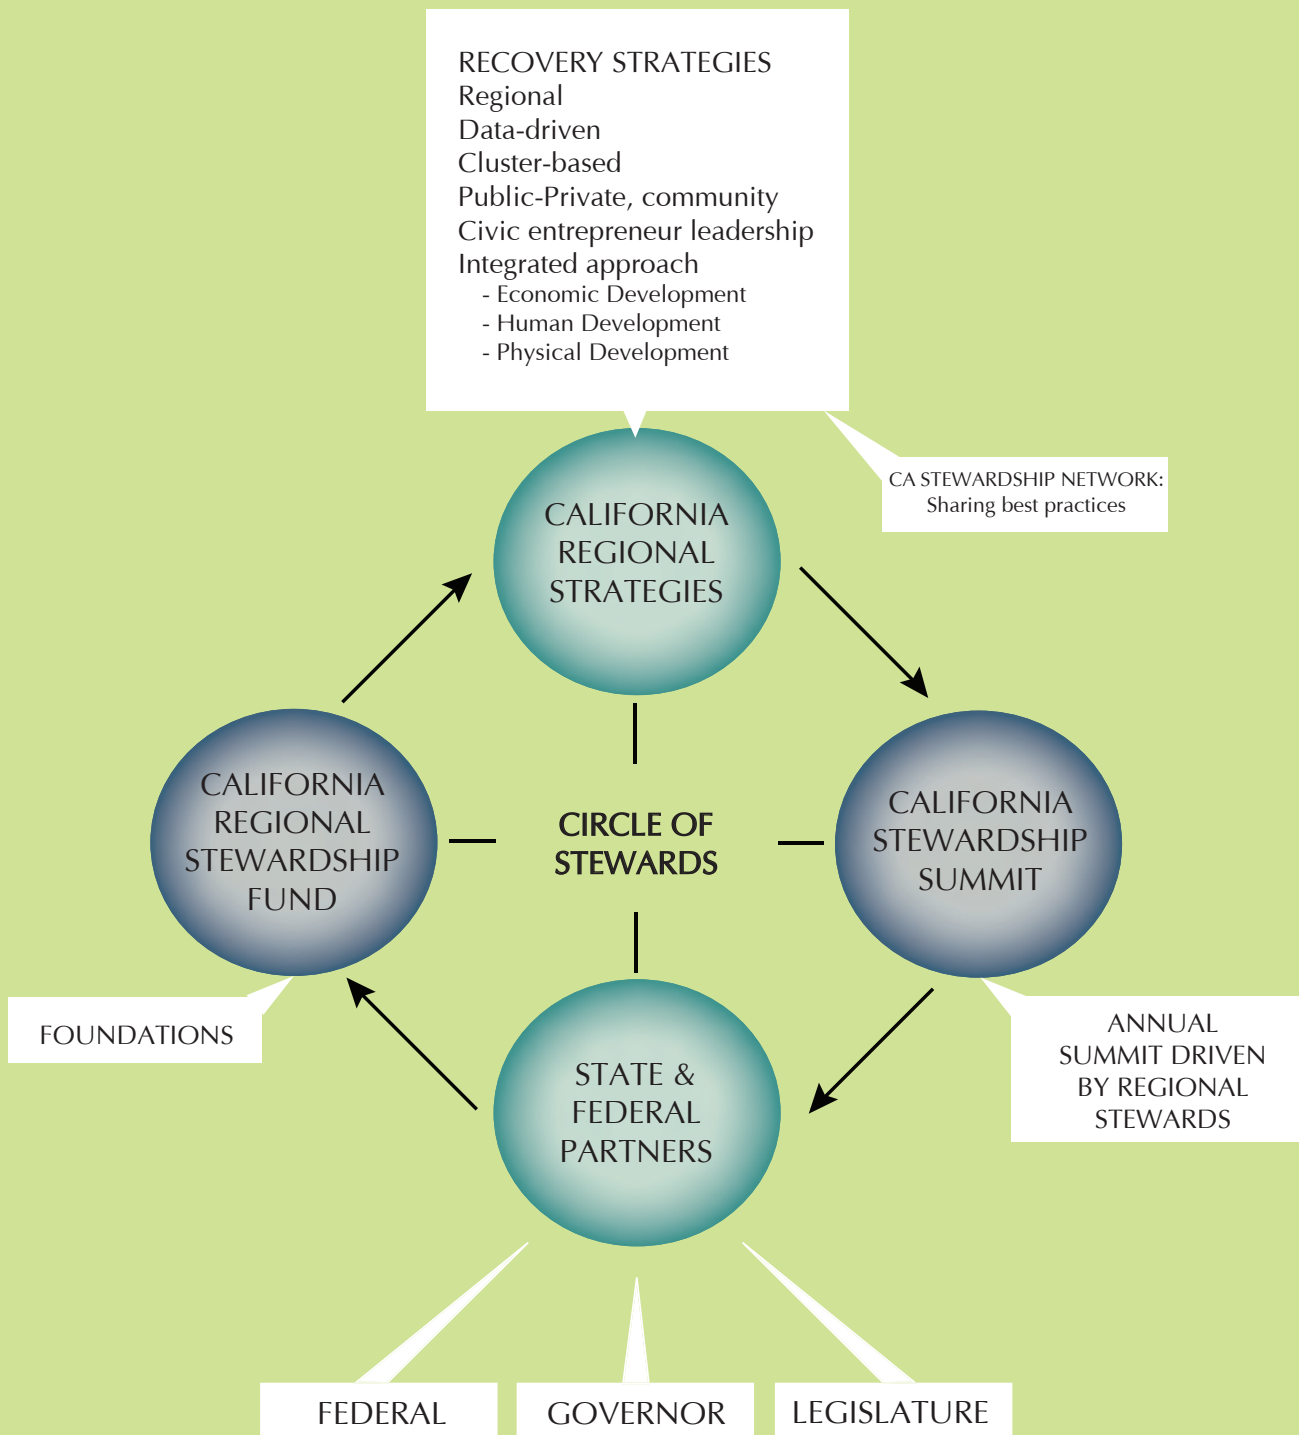 RECOVERY STRATEGIES
Regional
Data-driven
Cluster-based
Public-Private, community
Civic entrepreneur leadership
Integrated approach
- Economic Development
- Human Development
- Physical Development
CA STEWARDSHIP NETWORK:
Sharing best practices
CALIFORNIA
REGIONAL
STRATEGIES
CALIFORNIA
REGIONAL
STEWARDSHIP
FUND
CIRCLE OF
STEWARDS
CALIFORNIA
STEWARDSHIP
SUMMIT
FOUNDATIONS
STATE &
FEDERAL
PARTNERS
ANNUAL
SUMMIT DRIVEN
BY REGIONAL
STEWARDS
FEDERAL
GOVERNOR
LEGISLATURE